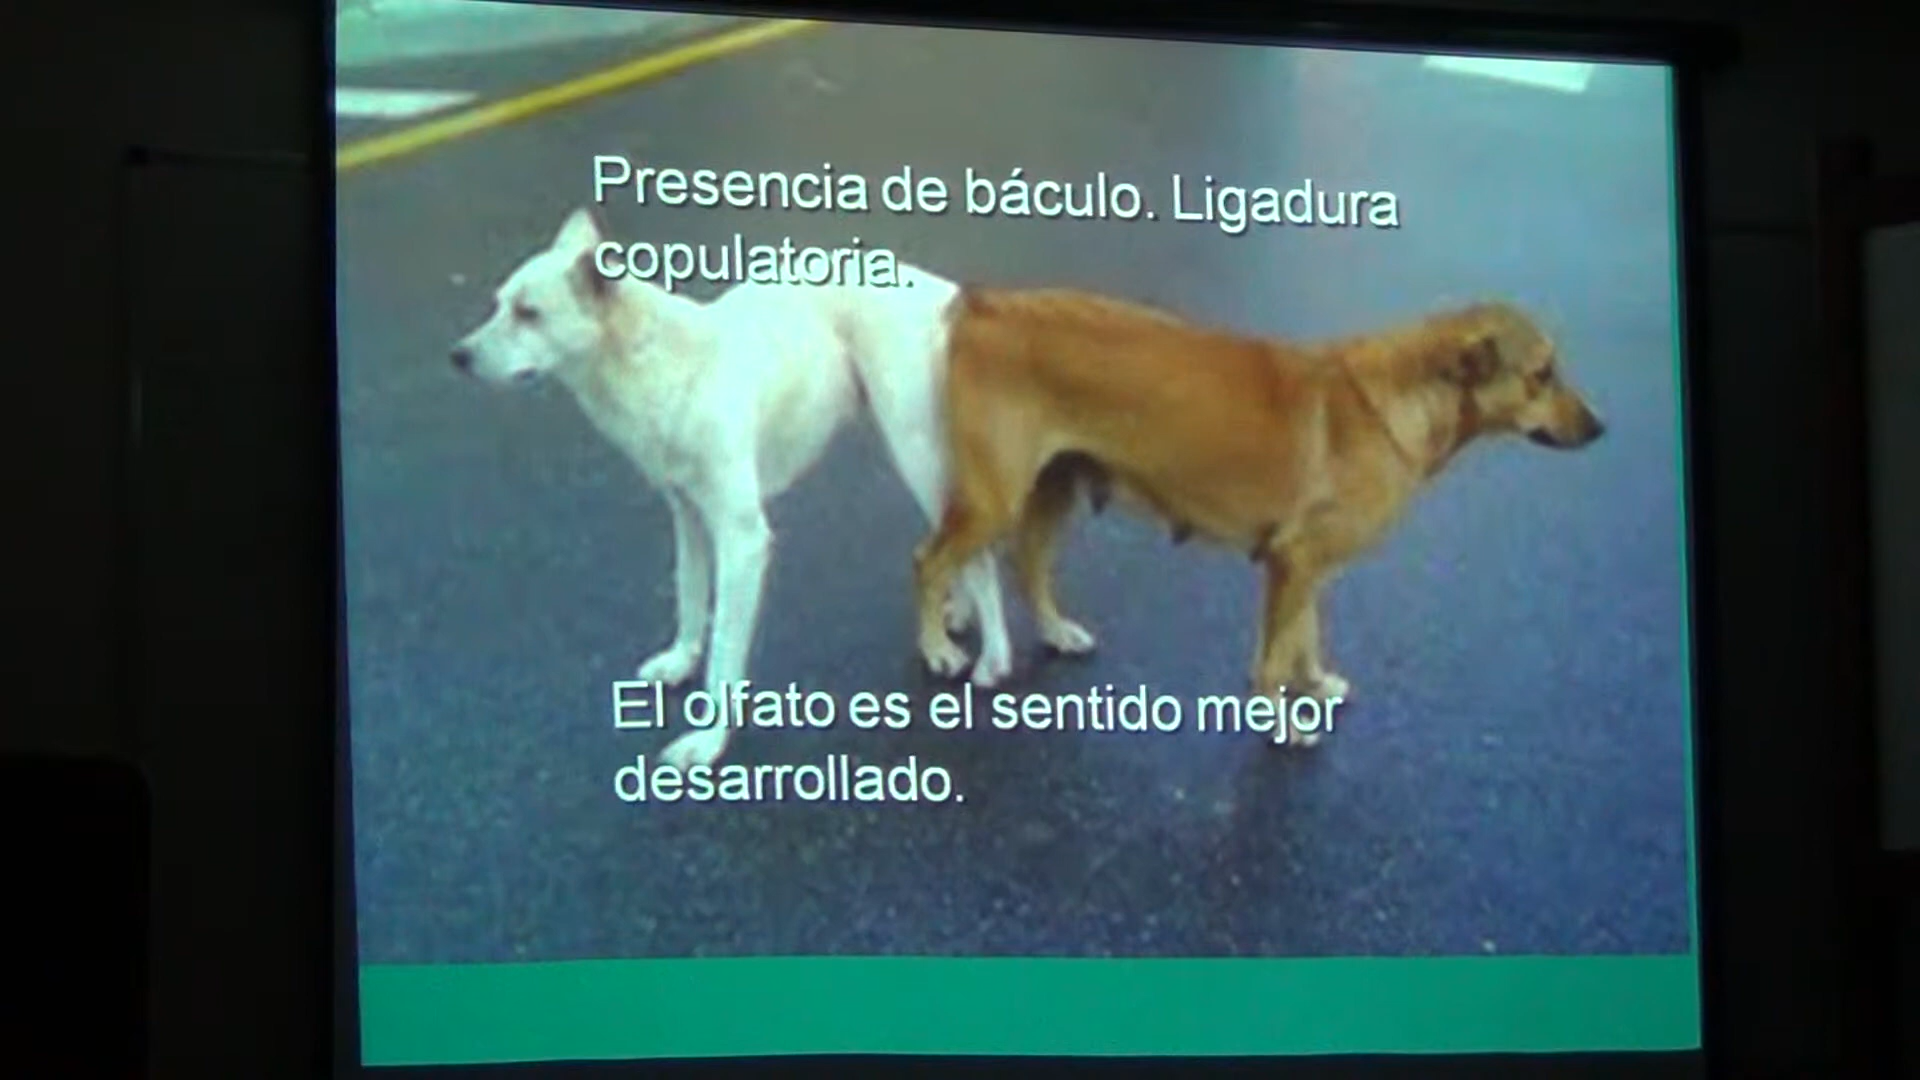 Presencia de báculo. Ligadura
copulatoria.
El olfato es el sentido mejor
desarrollado.